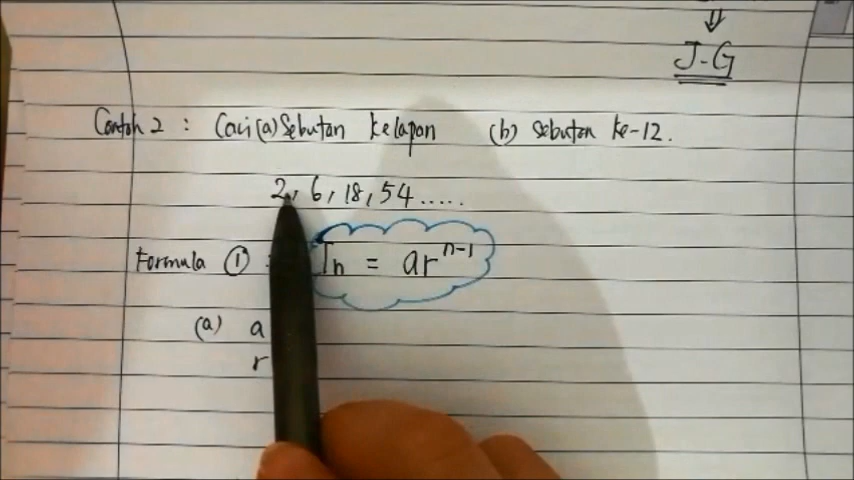 ⇓
J-G
Contoh 2 : Cari (a) Sebutan kelapan (b) sebutan ke-12.
2, 6, 18, 54 .....
Formula ① : Tn = ar^n-1
(a) a
r